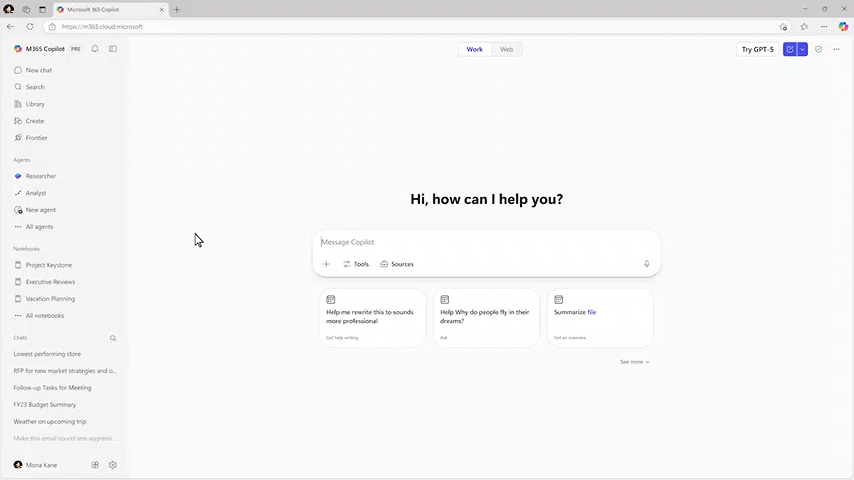 Microsoft 365 Copilot
https://m365.cloud.microsoft
M365 Copilot PRE
Work Web
Try GPT-5
New chat
Search
Library
Create
Frontier
Agents
Researcher
Analyst
New agent
All agents
Notebooks
Project Keystone
Executive Reviews
Vacation Planning
All notebooks
Chats
Lowest performing store
RFP for new market strategies and o...
Follow-up Tasks for Meeting
FY23 Budget Summary
Weather on upcoming trip
Make this email sound less aggressi...
Mona Kane
Hi, how can I help you?
Message Copilot
Tools Sources
Help me rewrite this to sounds
more professional
Get help writing
Help Why do people fly in their
dreams?
Ask
Summarize file
Get an overview
See more